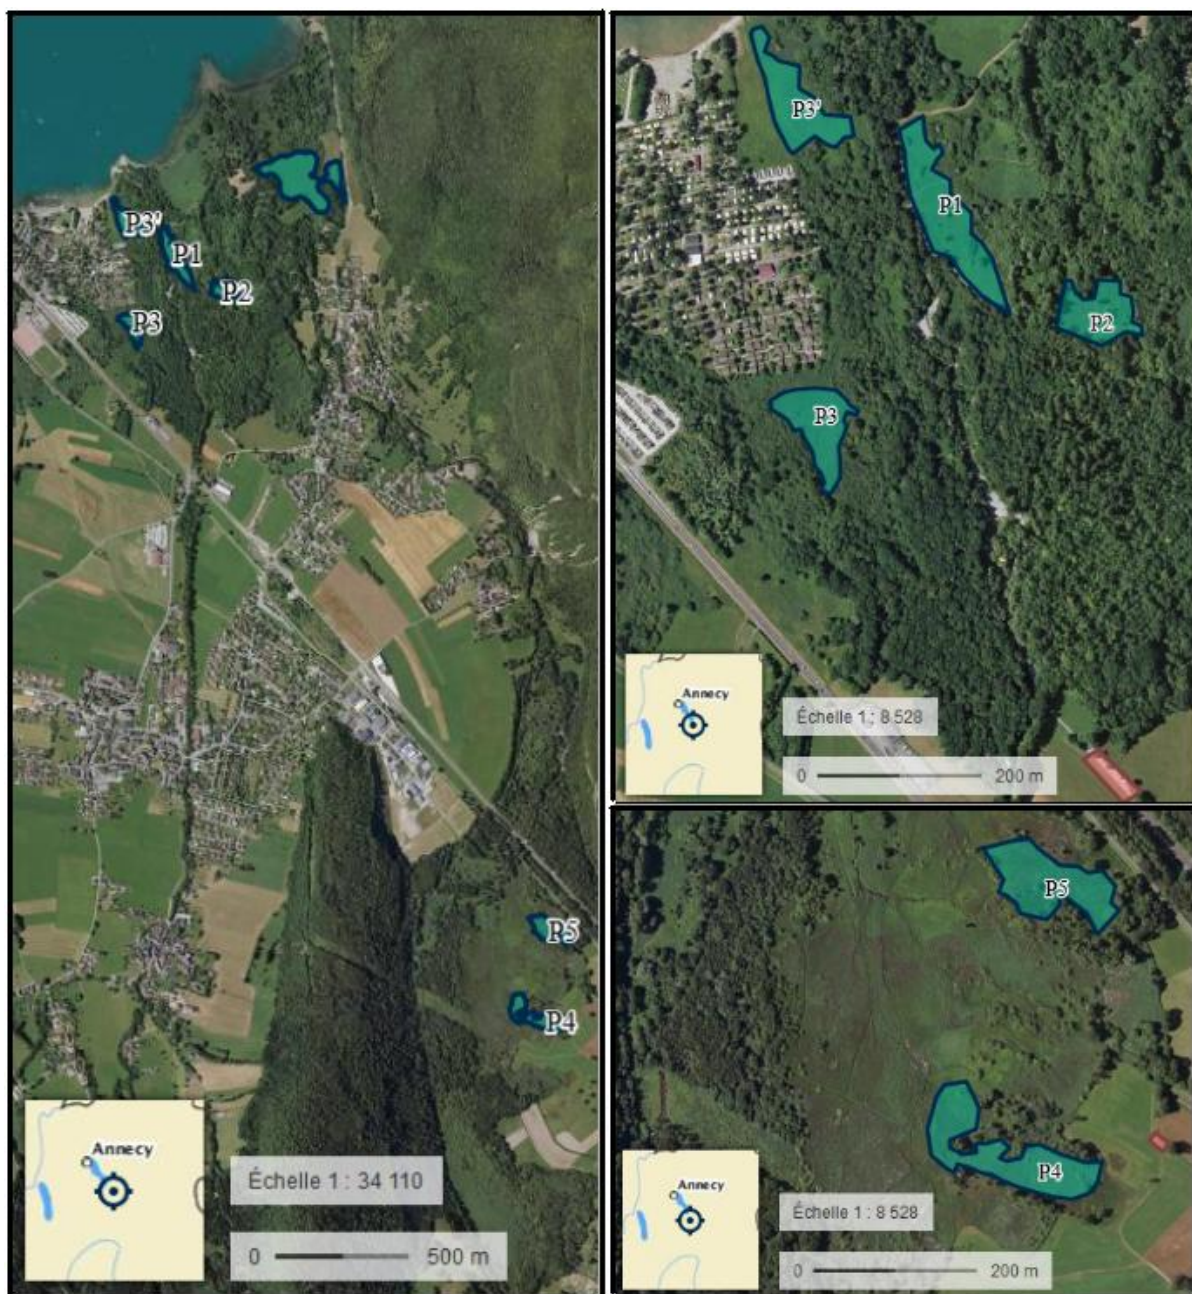 P3'
P1
P2
P3
P5
P4
Annecy
Échelle 1 : 34 110
0 500 m
P3'
P1
P2
P3
Annecy
Échelle 1 : 8 528
0 200 m
P5
P4
Annecy
Échelle 1 : 8 528
0 200 m